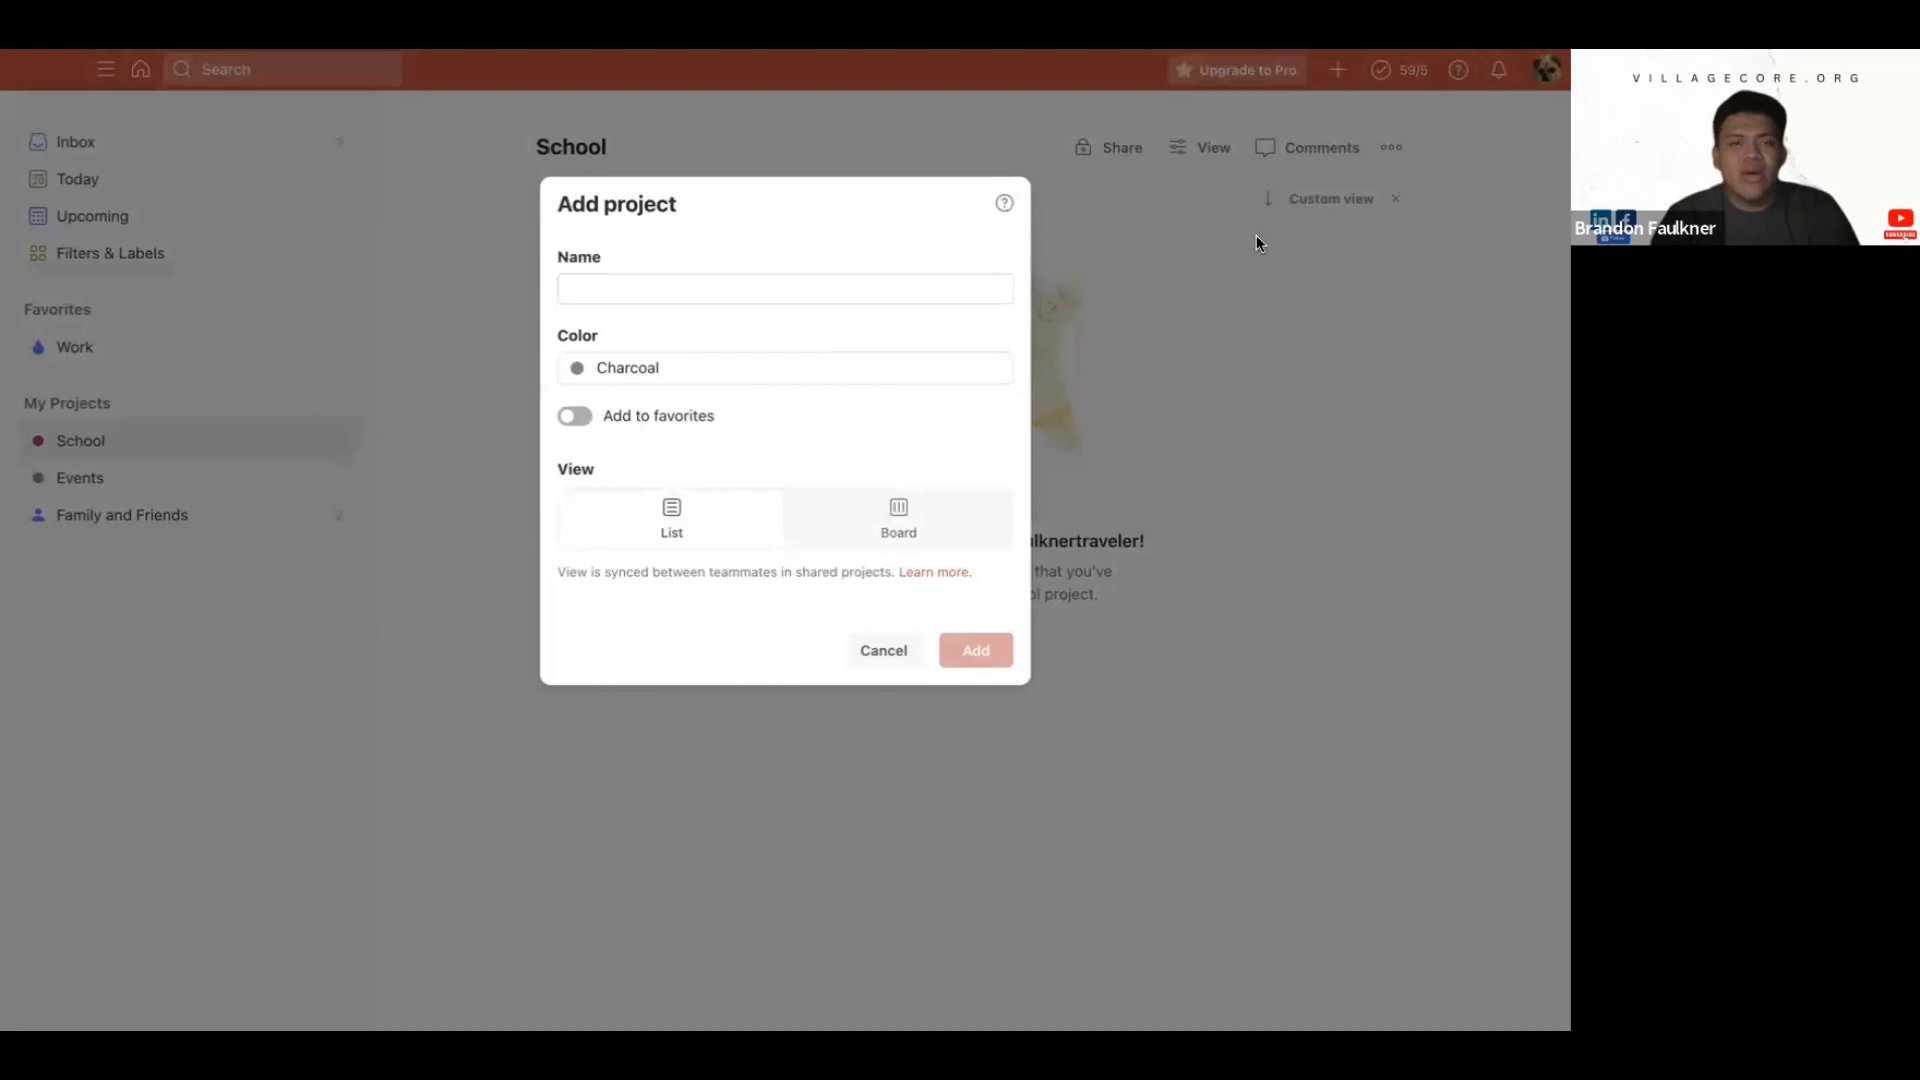 Search
Upgrade to Pro
59/5
VILLAGECORE.ORG
Brandon Faulkner
Inbox
Today
Upcoming
Filters & Labels
Favorites
Work
My Projects
School
Events
Family and Friends
School
Share
View
Comments
Custom view
Add project
Name
Color
Charcoal
Add to favorites
View
List
Board
View is synced between teammates in shared projects. Learn more.
Cancel
Add
lknertraveler!
that you've
project.